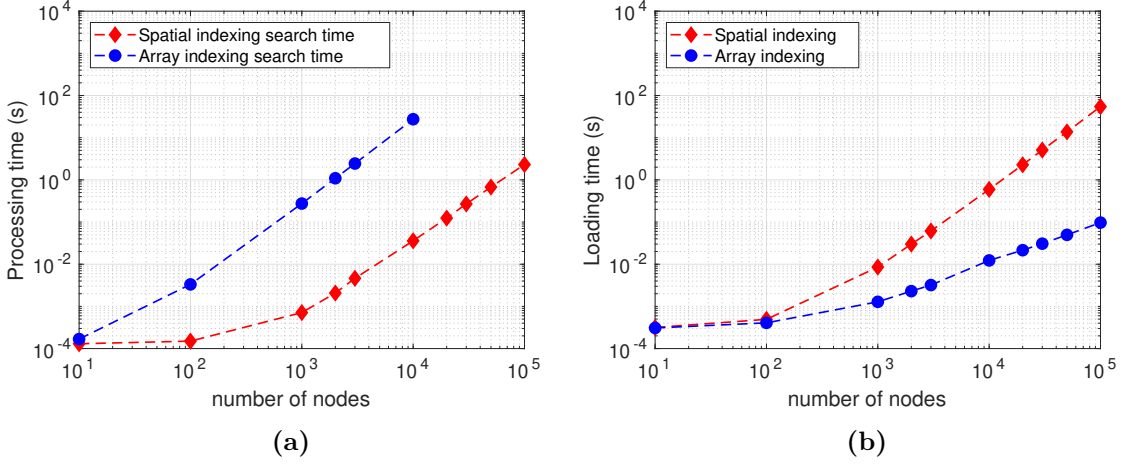 10^4
10^2
10^0
10^-2
10^-4
Processing time (s)
Spatial indexing search time
Array indexing search time
10^1
10^2
10^3
10^4
10^5
number of nodes
(a)
10^4
10^2
10^0
10^-2
10^-4
Loading time (s)
Spatial indexing
Array indexing
10^1
10^2
10^3
10^4
10^5
number of nodes
(b)